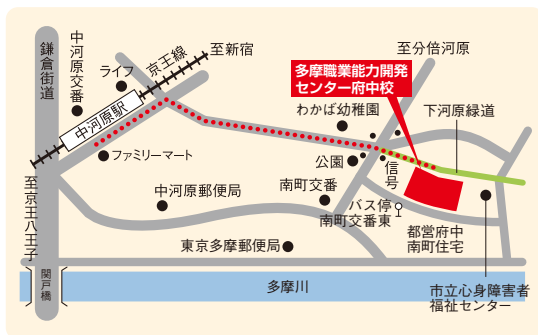 鎌倉街道
中河原交番
ライフ
京王線
至新宿
中河原駅
ファミリーマート
至京王八王子
関戸橋
中河原郵便局
東京多摩郵便局
多摩川
多摩職業能力開発
センター府中校
至分倍河原
わかば幼稚園
下河原緑道
公園
信号
南町交番
バス停
南町交番東
都営府中
南町住宅
市立心身障害者
福祉センター